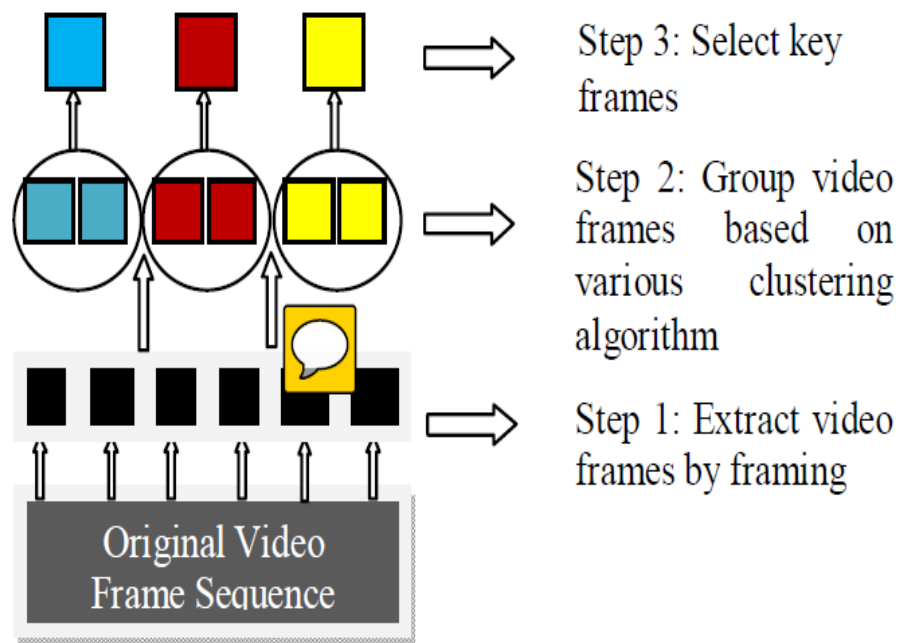 Step 3: Select key
frames
Step 2: Group video
frames based on
various clustering
algorithm
Step 1: Extract video
frames by framing
Original Video
Frame Sequence